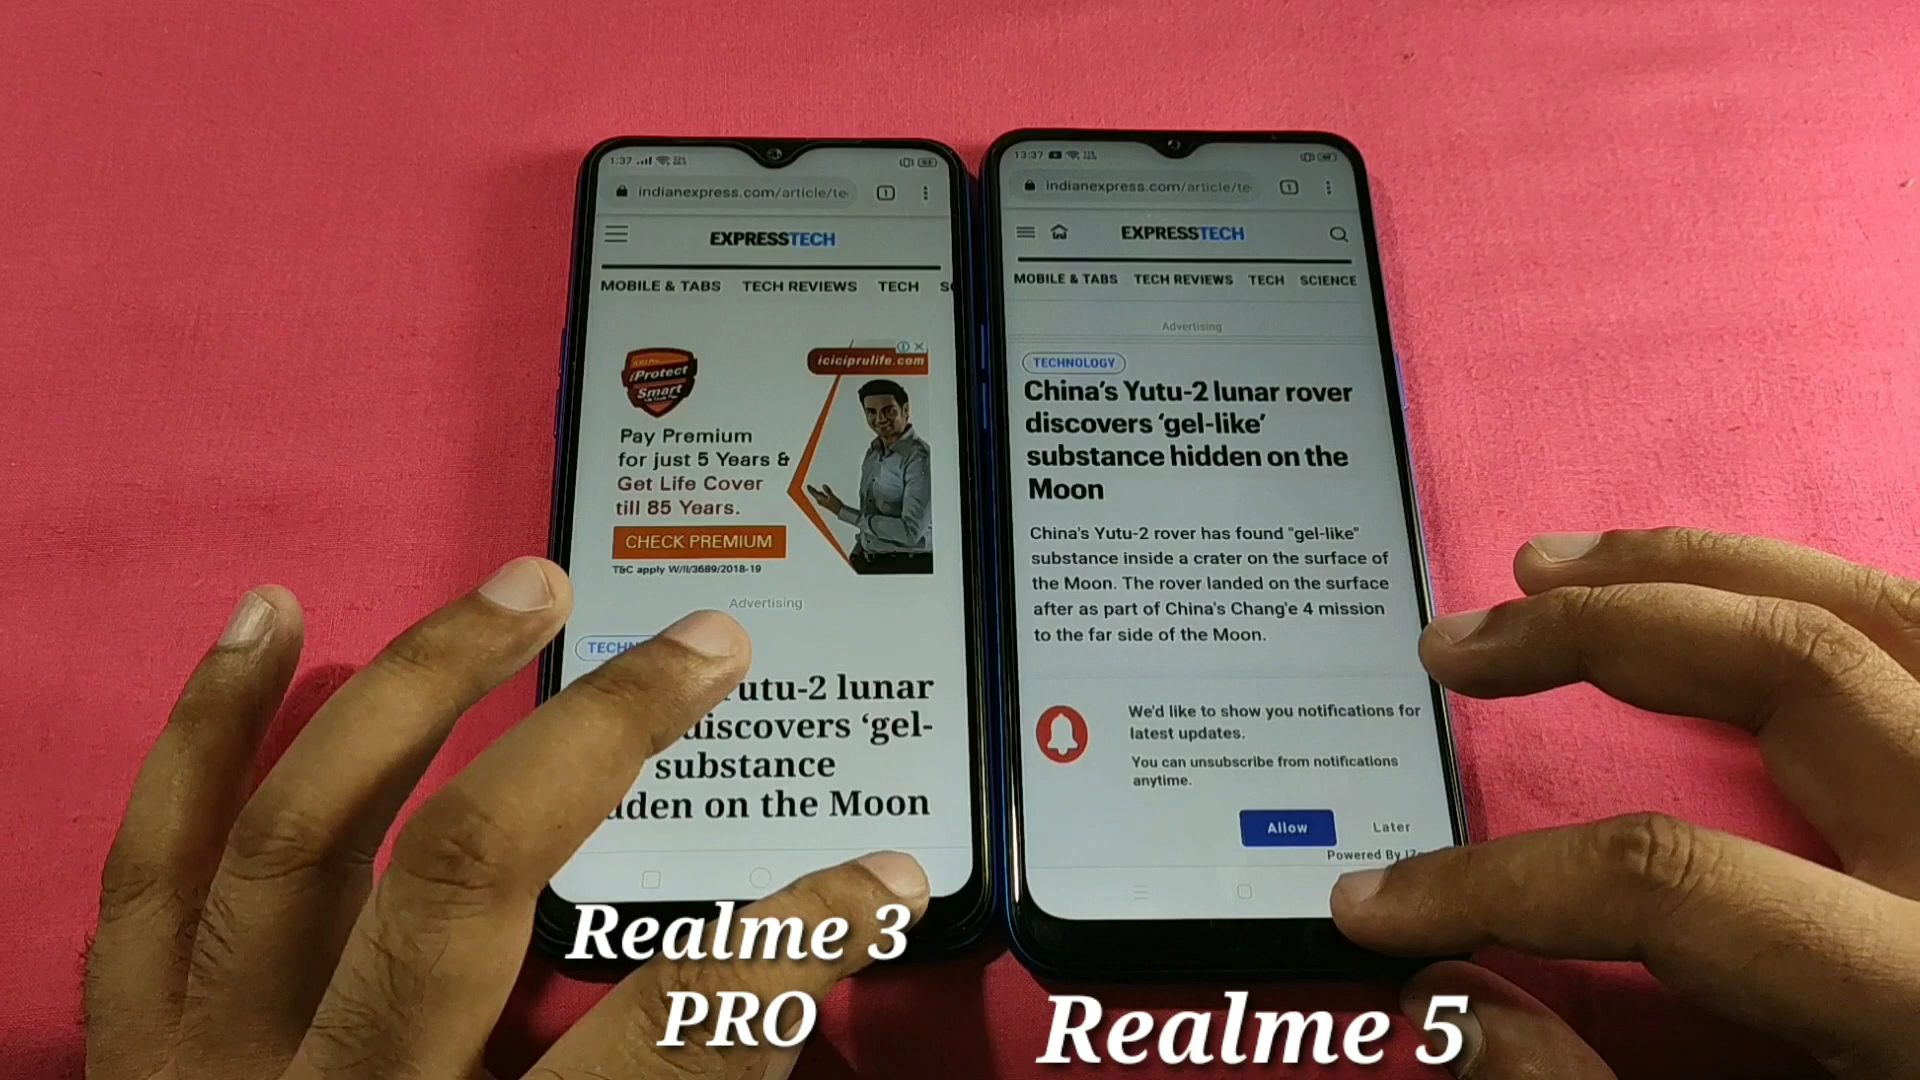 1:37
indianexpress.com/article/te
1
EXPRESSTECH
MOBILE & TABS TECH REVIEWS TECH
iProtect
Smart
iciciprulife.com
Pay Premium
for just 5 Years &
Get Life Cover
till 85 Years.
CHECK PREMIUM
T&C apply W/II/3689/2018-19
Advertising
TECHN
utu-2 lunar
discovers ‘gel-
substance
dden on the Moon
Realme 3
PRO
13:37
indianexpress.com/article/te
1
EXPRESSTECH
MOBILE & TABS TECH REVIEWS TECH SCIENCE
Advertising
TECHNOLOGY
China’s Yutu-2 lunar rover
discovers ‘gel-like’
substance hidden on the
Moon
China's Yutu-2 rover has found "gel-like"
substance inside a crater on the surface of
the Moon. The rover landed on the surface
after as part of China's Chang'e 4 mission
to the far side of the Moon.
We'd like to show you notifications for
latest updates.
You can unsubscribe from notifications
anytime.
Allow Later
Powered By
Realme 5